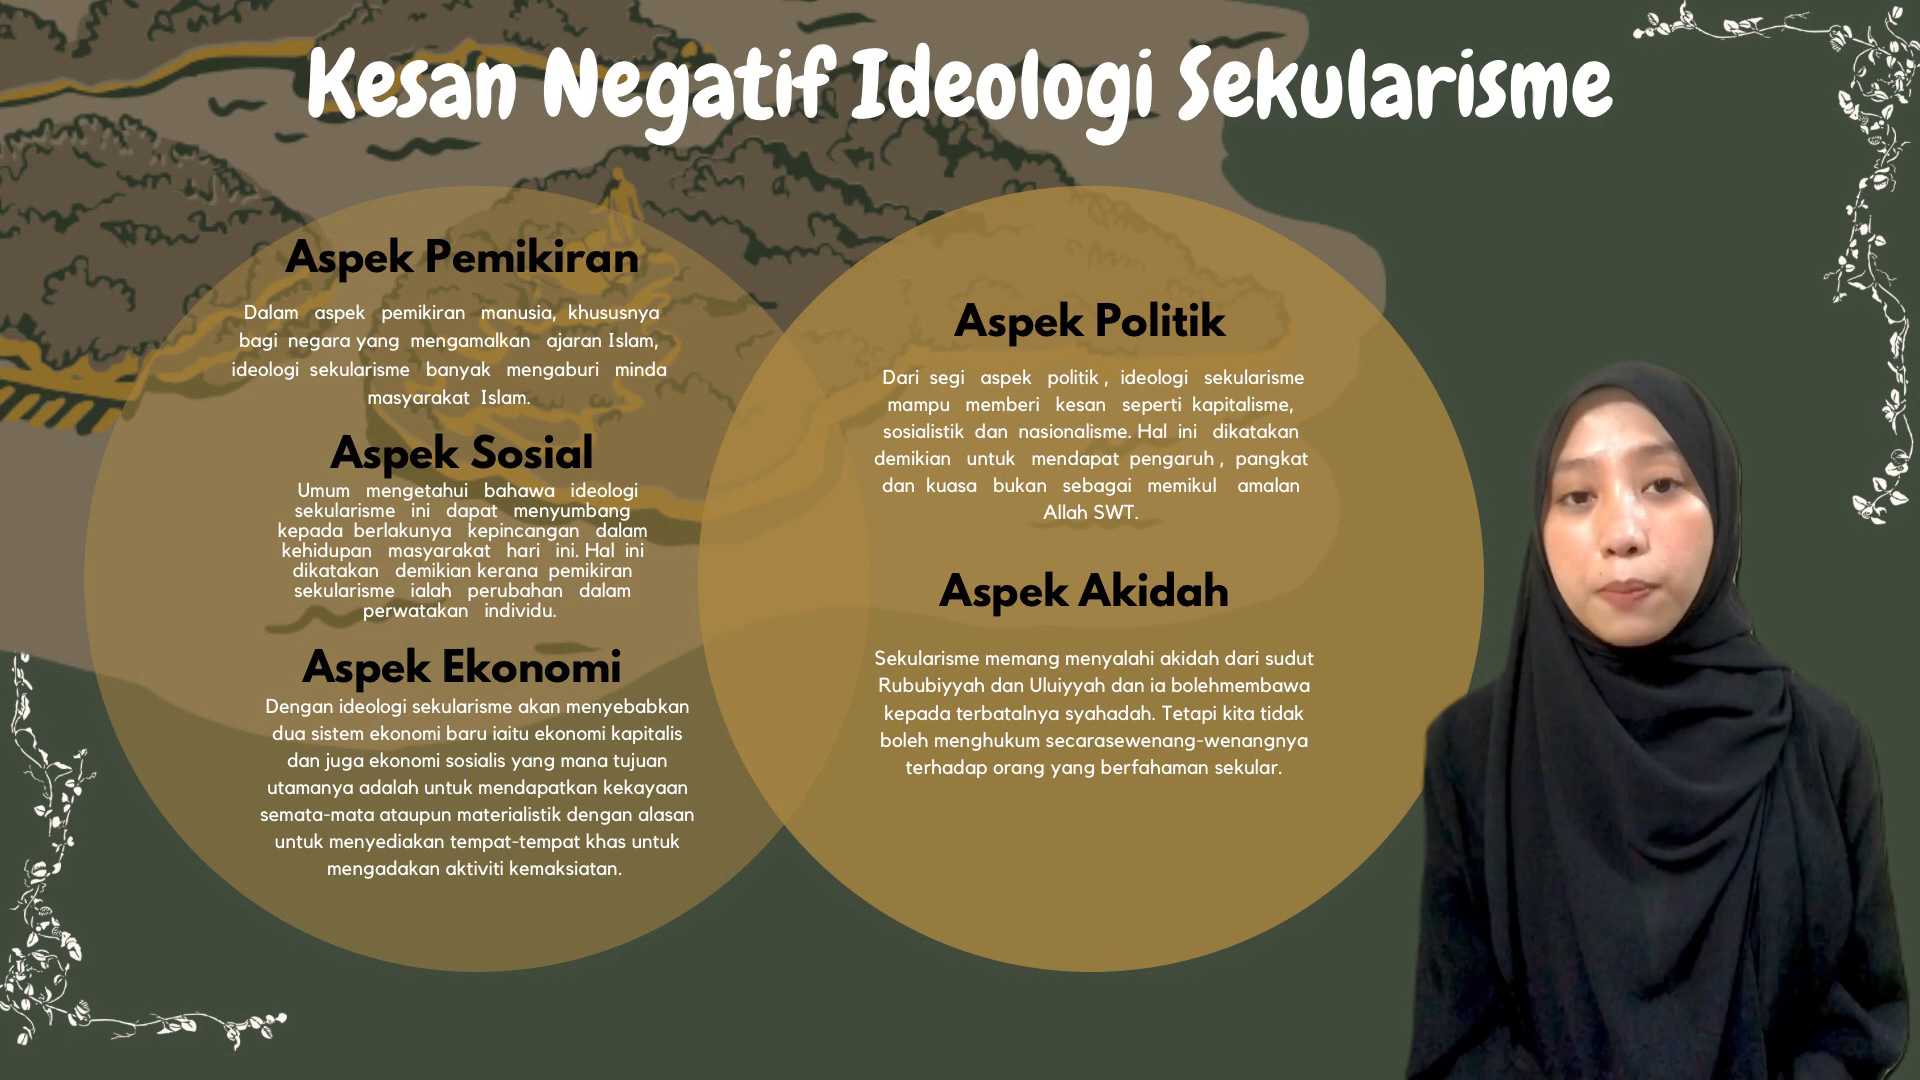 Kesan Negatif Ideologi Sekularisme
Aspek Pemikiran
Dalam aspek pemikiran manusia, khususnya
bagi negara yang mengamalkan ajaran Islam,
ideologi sekularisme banyak mengaburi minda
masyarakat Islam.
Aspek Sosial
Umum mengetahui bahawa ideologi
sekularisme ini dapat menyumbang
kepada berlakunya kepincangan dalam
kehidupan masyarakat hari ini. Hal ini
dikatakan demikian kerana pemikiran
sekularisme ialah perubahan dalam
perwatakan individu.
Aspek Ekonomi
Dengan ideologi sekularisme akan menyebabkan
dua sistem ekonomi baru iaitu ekonomi kapitalis
dan juga ekonomi sosialis yang mana tujuan
utamanya adalah untuk mendapatkan kekayaan
semata-mata ataupun materialistik dengan alasan
untuk menyediakan tempat-tempat khas untuk
mengadakan aktiviti kemaksiatan.
Aspek Politik
Dari segi aspek politik , ideologi sekularisme
mampu memberi kesan seperti kapitalisme,
sosialistik dan nasionalisme. Hal ini dikatakan
demikian untuk mendapat pengaruh , pangkat
dan kuasa bukan sebagai memikul amalan
Allah SWT.
Aspek Akidah
Sekularisme memang menyalahi akidah dari sudut
Rububiyyah dan Uluiyyah dan ia bolehmembawa
kepada terbatalnya syahadah. Tetapi kita tidak
boleh menghukum secarasewenang-wenangnya
terhadap orang yang berfahaman sekular.